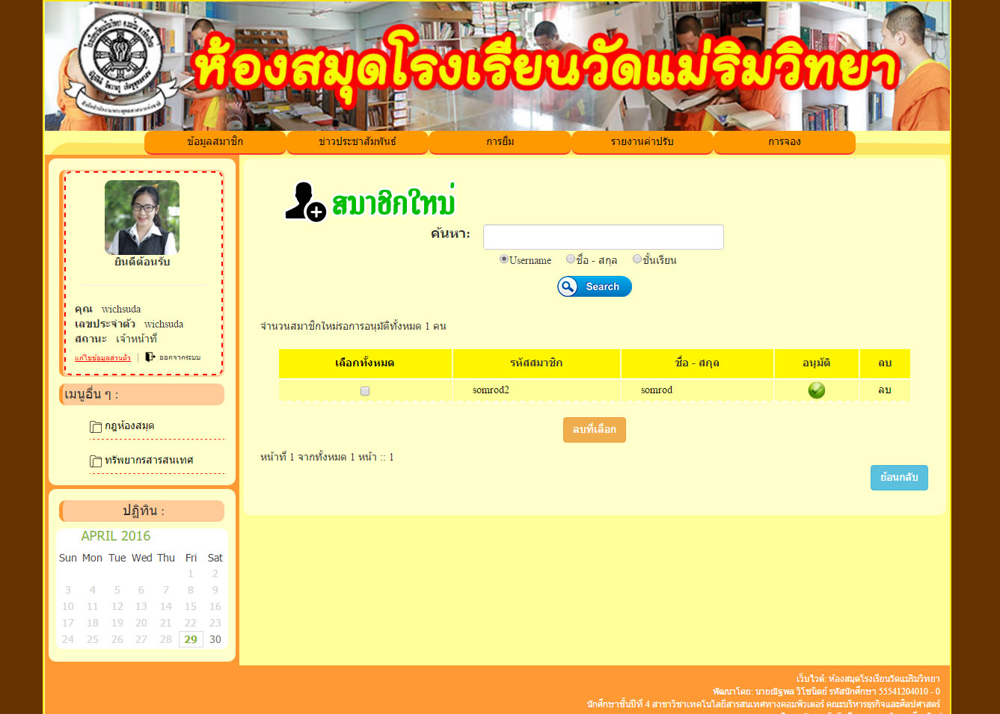 ห้องสมุดโรงเรียนวัดแม่ริมวิทยา
ข้อมูลสมาชิก ข่าวประชาสัมพันธ์ การยืม รายงานค่าปรับ การจอง
ยินดีต้อนรับ
คุณ wichsuda
เลขประจำตัว wichsuda
สถานะ เจ้าหน้าที่
แก้ไขข้อมูลส่วนตัว | ออกจากระบบ
เมนูอื่น ๆ :
กฎห้องสมุด
ทรัพยากรสารสนเทศ
ปฏิทิน :
APRIL 2016
Sun Mon Tue Wed Thu Fri Sat
1 2
3 4 5 6 7 8 9
10 11 12 13 14 15 16
17 18 19 20 21 22 23
24 25 26 27 28 29 30
สมาชิกใหม่
ค้นหา:
Username ชื่อ - สกุล ชั้นเรียน
Search
จำนวนสมาชิกใหม่รอการอนุมัติทั้งหมด 1 คน
เลือกทั้งหมด รหัสสมาชิก ชื่อ - สกุล อนุมัติ ลบ
somrod2 somrod ลบ
ลบที่เลือก
หน้าที่ 1 จากทั้งหมด 1 หน้า :: 1
ย้อนกลับ
เว็บไวต์: ห้องสมุดโรงเรียนวัดแม่ริมวิทยา
พัฒนาโดย: นายณัฐพล วิโชนิตย์ รหัสนักศึกษา 55541204010 - 0
นักศึกษาชั้นปีที่ 4 สาขาวิชาเทคโนโลยีสารสนเทศทางคอมพิวเตอร์ คณะบริหารธุรกิจและศิลปศาสตร์